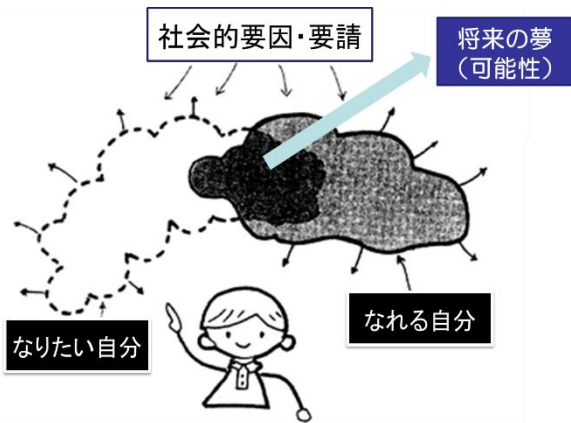 社会的要因・要請
将来の夢
（可能性）
なりたい自分
なれる自分